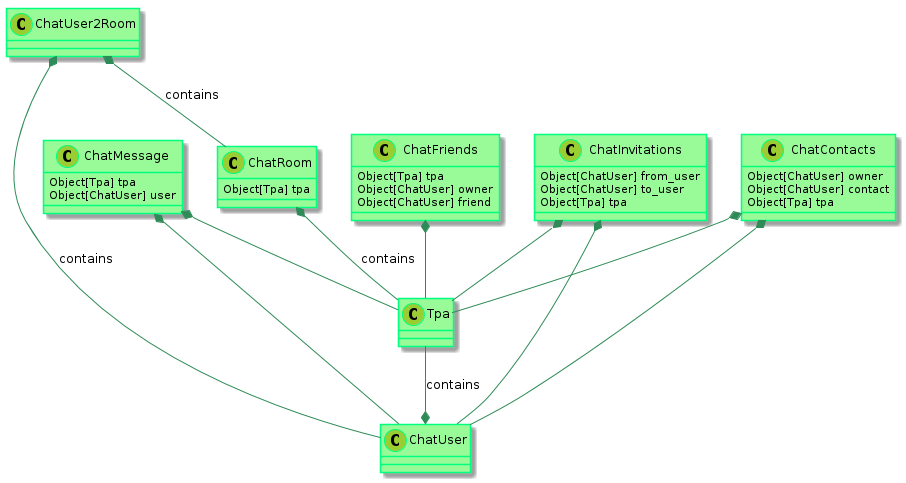 C ChatUser2Room
contains
C ChatMessage
Object[Tpa] tpa
Object[ChatUser] user
C ChatRoom
Object[Tpa] tpa
C ChatFriends
Object[Tpa] tpa
Object[ChatUser] owner
Object[ChatUser] friend
C ChatInvitations
Object[ChatUser] from_user
Object[ChatUser] to_user
Object[Tpa] tpa
C ChatContacts
Object[ChatUser] owner
Object[ChatUser] contact
Object[Tpa] tpa
contains
contains
C Tpa
contains
C ChatUser